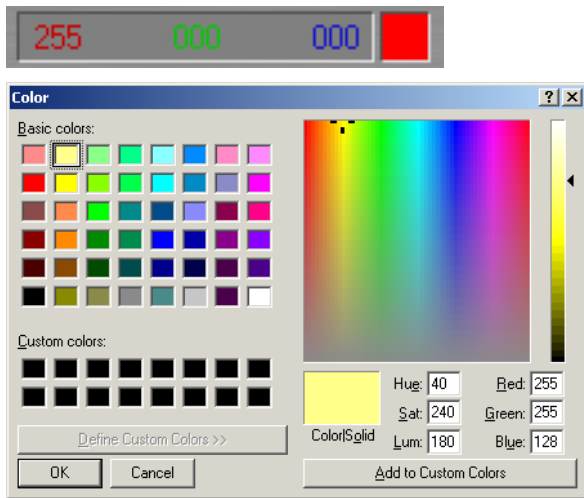 255 000 000
Color
Basic colors:
Custom colors:
Define Custom Colors >>
OK Cancel
Color|Solid
Hue: 40 Red: 255
Sat: 240 Green: 255
Lum: 180 Blue: 128
Add to Custom Colors